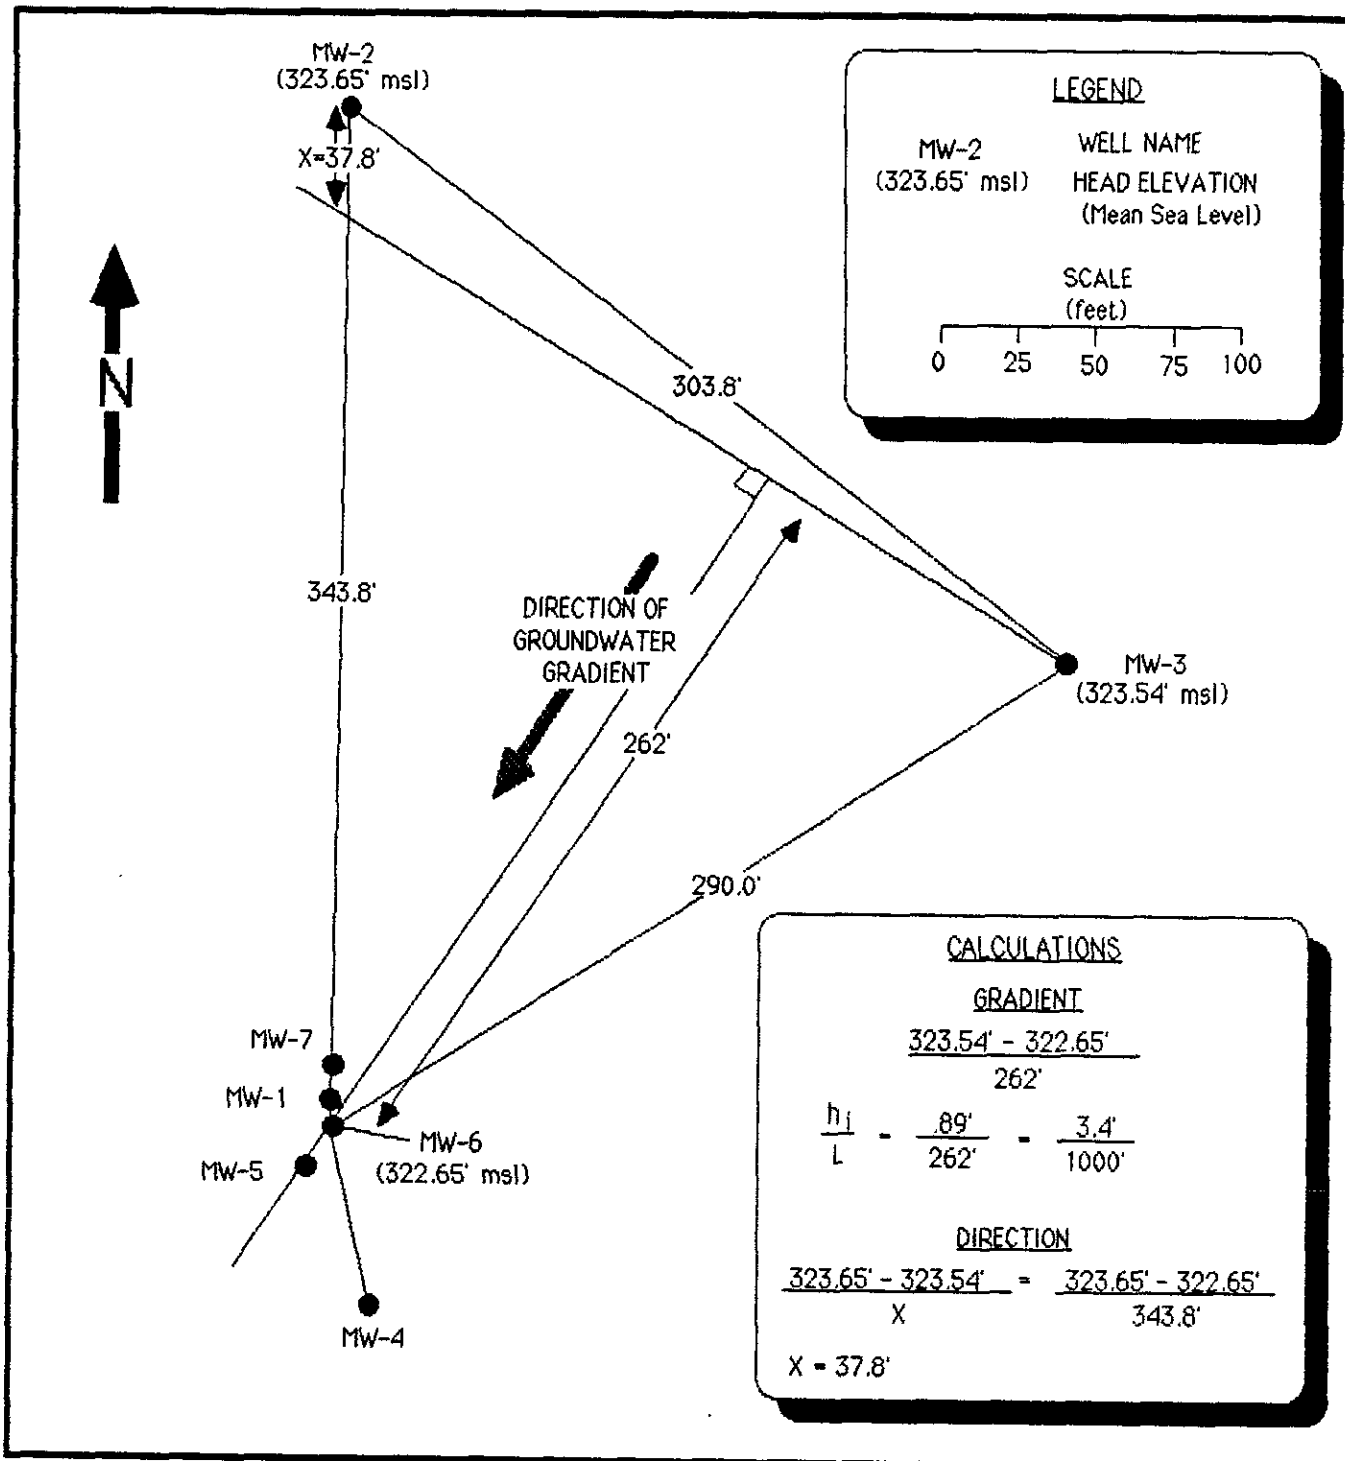 MW-2
(323.65' msl)
X=37.8'
N
303.8'
343.8'
DIRECTION OF
GROUNDWATER
GRADIENT
262'
MW-3
(323.54' msl)
290.0'
MW-7
MW-1
MW-6
(322.65' msl)
MW-5
MW-4
LEGEND
MW-2 WELL NAME
(323.65' msl) HEAD ELEVATION
(Mean Sea Level)
SCALE
(feet)
0 25 50 75 100
CALCULATIONS
GRADIENT
323.54' - 322.65'
262'
h = .89' = 3.4'
L 262' 1000'
DIRECTION
323.65' - 323.54' = 323.65' - 322.65'
X 343.8'
X = 37.8'